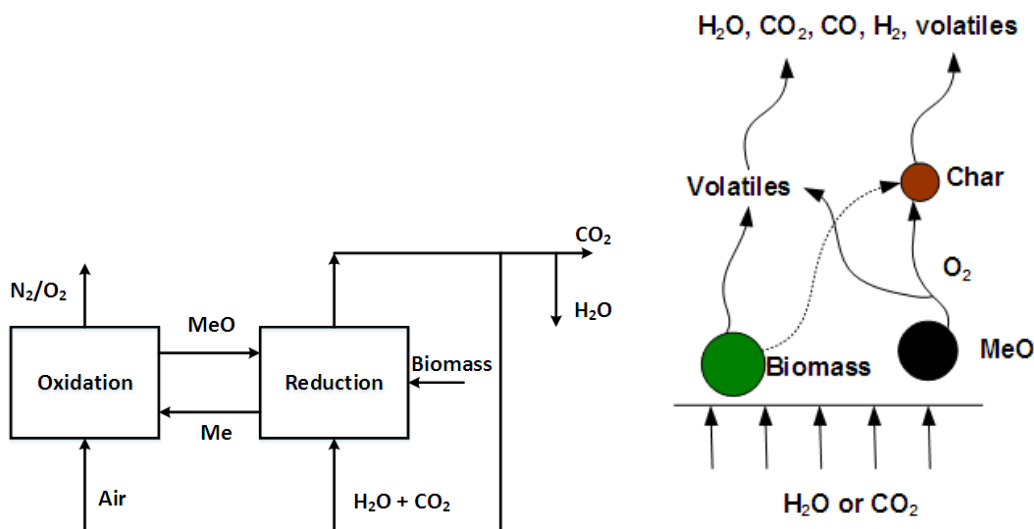 N₂/O₂
MeO
Oxidation
Reduction
Me
Air
Biomass
CO₂
H₂O
H₂O + CO₂
H₂O, CO₂, CO, H₂, volatiles
Volatiles
Char
O₂
MeO
Biomass
H₂O or CO₂